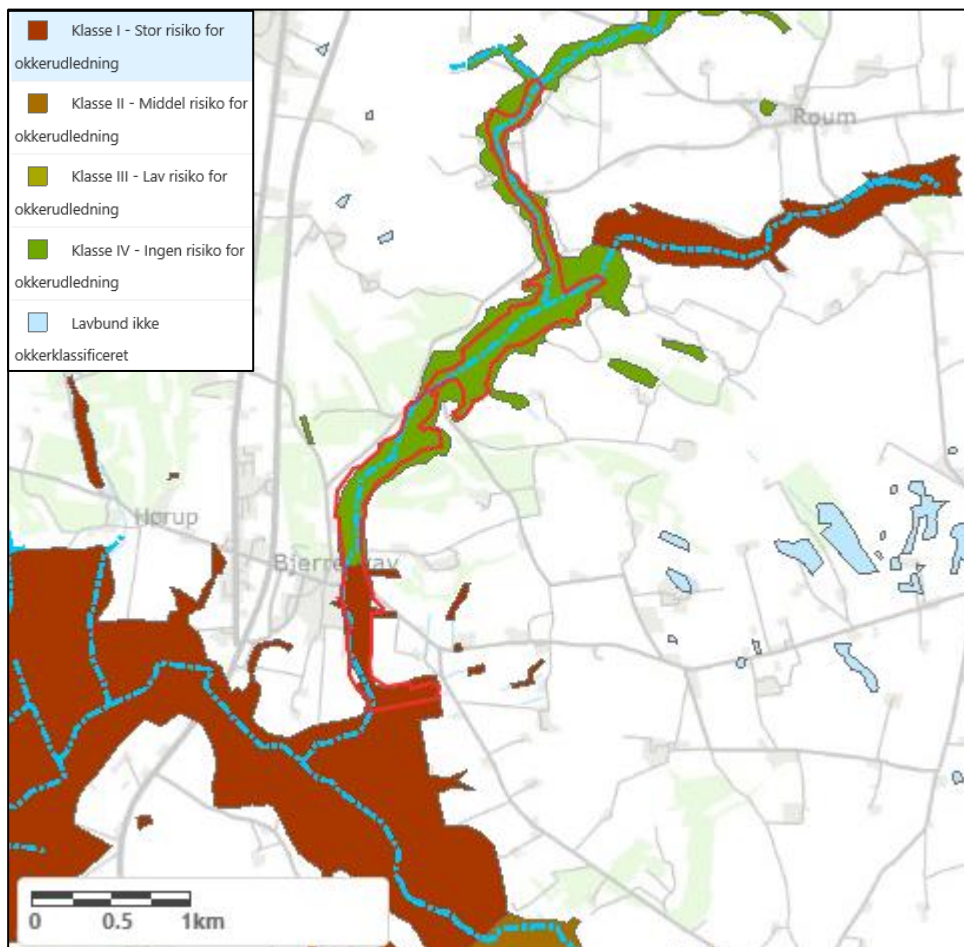 Klasse I - Stor risiko for
okkerudledning
Klasse II - Middel risiko for
okkerudledning
Klasse III - Lav risiko for
okkerudledning
Klasse IV - Ingen risiko for
okkerudledning
Lavbund ikke
okkerklassificeret
Roum
Hørup
0 0.5 1km